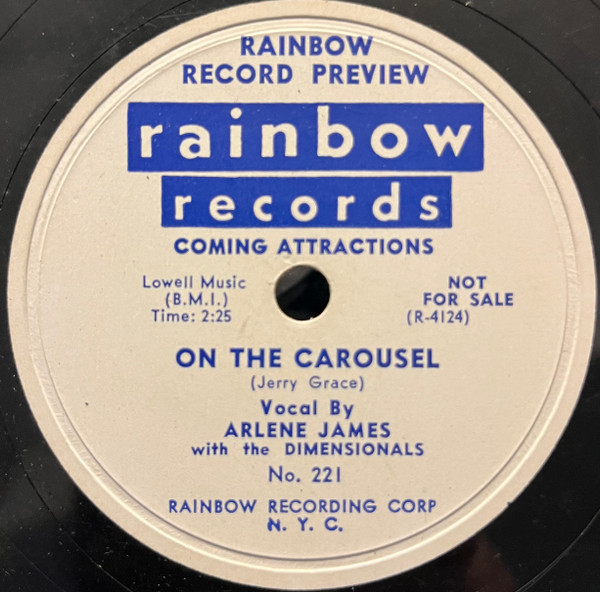 RAINBOW
RECORD PREVIEW
rainbow
records
COMING ATTRACTIONS
Lowell Music
(B.M.I.)
Time: 2:25
NOT
FOR SALE
(R-4124)
ON THE CAROUSEL
(Jerry Grace)
Vocal By
ARLENE JAMES
with the DIMENSIONALS
No. 221
RAINBOW RECORDING CORP
N. Y. C.